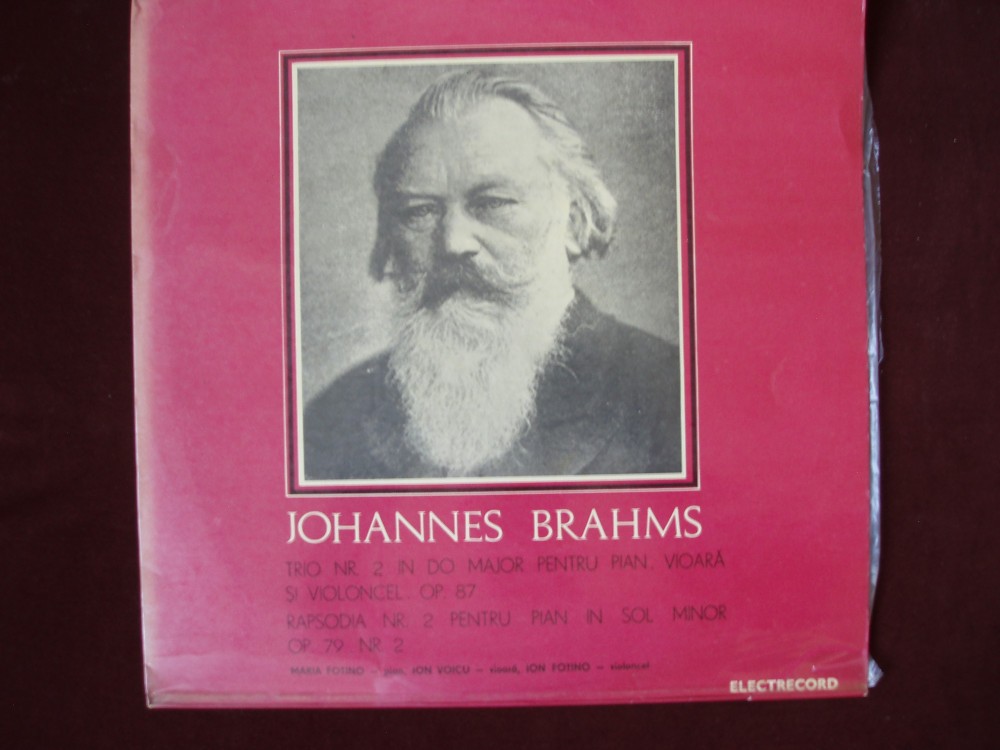 JOHANNES BRAHMS
TRIO NR. 2 IN DO MAJOR PENTRU PIAN, VIOARĂ
ȘI VIOLONCEL OP. 87
RAPSODIA NR. 2 PENTRU PIAN IN SOL MINOR
OP. 79 NR. 2
MARIA FOTINO – pian, ION VOICU – vioară, ION FOTINO – violoncel
ELECTRECORD